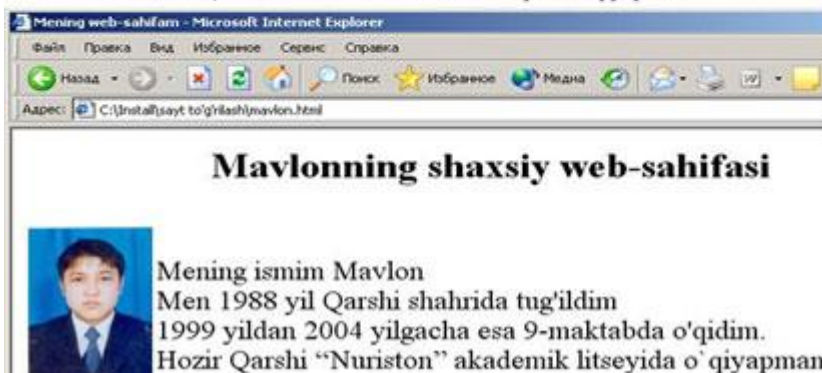 Mening web-sahifam - Microsoft Internet Explorer
Файл Правка Вид Избранное Сервис Справка
Назад Поиск Избранное Медиа
Адрес: C:\Install\sayt to'g'rilash\mavlon.html
Mavlonning shaxsiy web-sahifasi
Mening ismim Mavlon
Men 1988 yil Qarshi shahrida tug'ildim
1999 yildan 2004 yilgacha esa 9-maktabda o'qidim.
Hozir Qarshi “Nuriston” akademik litseyida o`qiyapman